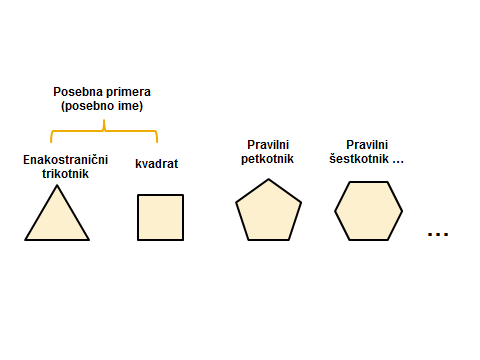 Posebna primera
(posebno ime)
Enakostranični
trikotnik
kvadrat
Pravilni
petkotnik
Pravilni
šestkotnik ...
...